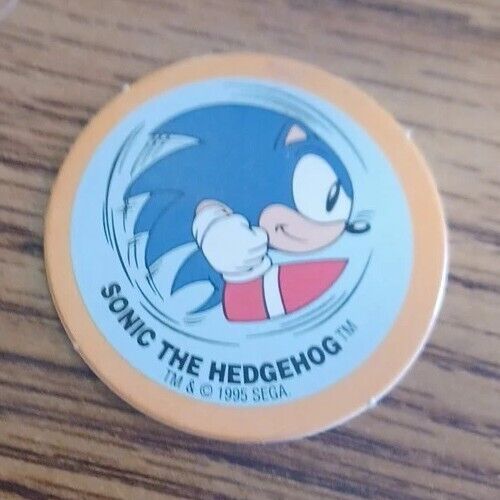 SONIC THE HEDGEHOG™
TM & © 1995 SEGA.